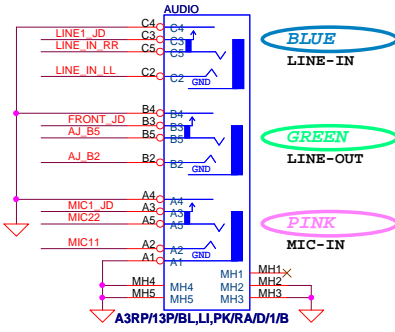 AUDIO
C4 C4
LINE1_JD C3 C3
LINE_IN_RR C5 C5
LINE_IN_LL C2 C2
GND
BLUE
LINE-IN
B4 B4
FRONT_JD B3 B3
AJ_B5 B5 B5
AJ_B2 B2 B2
GND
GREEN
LINE-OUT
A4 A4
MIC1_JD A3 A3
MIC22 A5 A5
MIC11 A2 A2
GND
A1 A1
PINK
MIC-IN
MH1 MH1
MH4 MH4 MH2 MH2
MH5 MH5 MH3 MH3
A3RP/13P/BL,LI,PK/RA/D/1/B